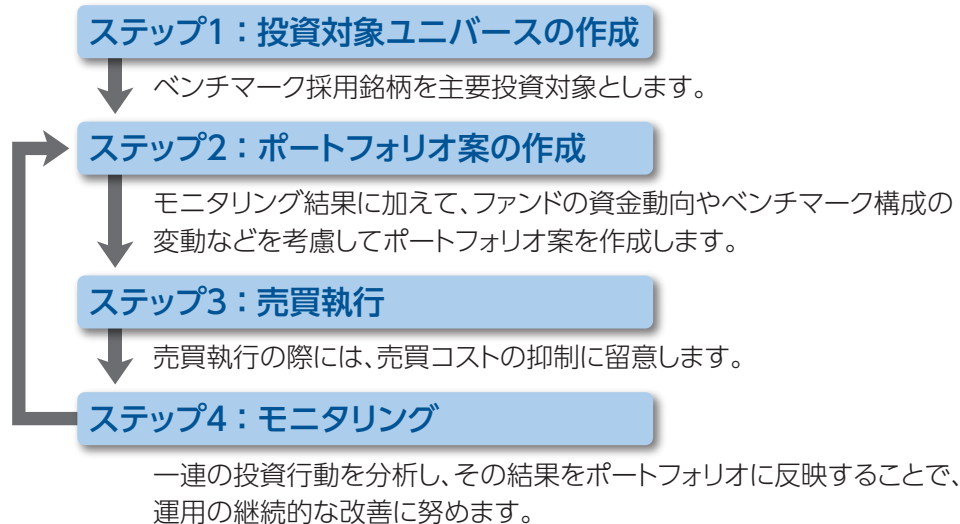 ステップ1：投資対象ユニバースの作成
ベンチマーク採用銘柄を主要投資対象とします。
ステップ2：ポートフォリオ案の作成
モニタリング結果に加えて、ファンドの資金動向やベンチマーク構成の
変動などを考慮してポートフォリオ案を作成します。
ステップ3：売買執行
売買執行の際には、売買コストの抑制に留意します。
ステップ4：モニタリング
一連の投資行動を分析し、その結果をポートフォリオに反映することで、
運用の継続的な改善に努めます。